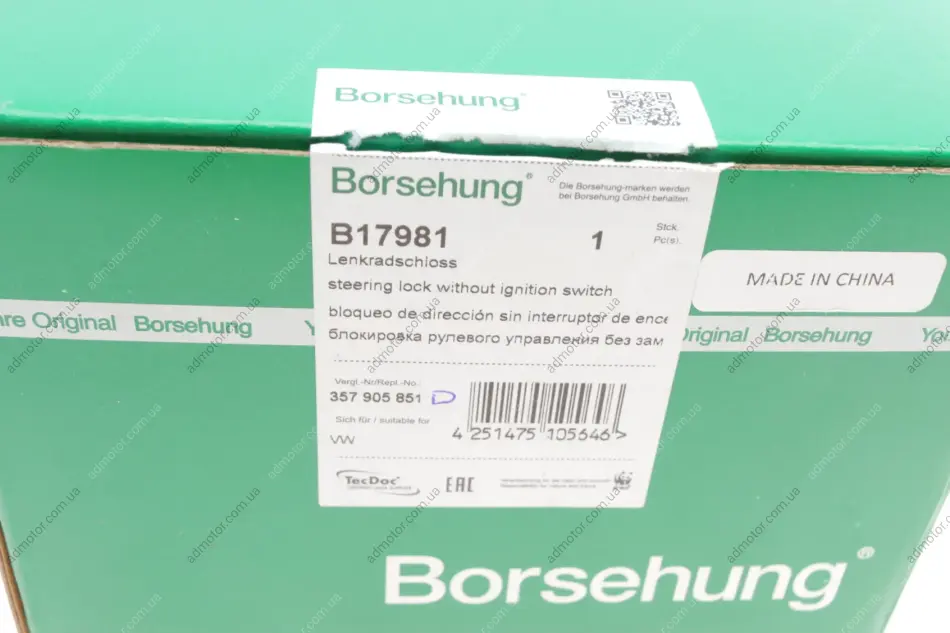 Borsehung®
Borsehung®
Die Borsehung-marken werden
bei Borsehung GmbH behalten.
B17981
1
Stck.
Pc(s).
Lenkradschloss
steering lock without ignition switch
bloqueo de dirección sin interruptor de ence
блокировка рулевого управления без зам
MADE IN CHINA
Original Borsehung
Original Borsehung
Vergl.-Nr/Repl.-No.:
357 905 851 D
Sich für / suitable for
VW
4 251475 105646 >
TecDoc
EAC
Borsehung®
admotor.com.ua